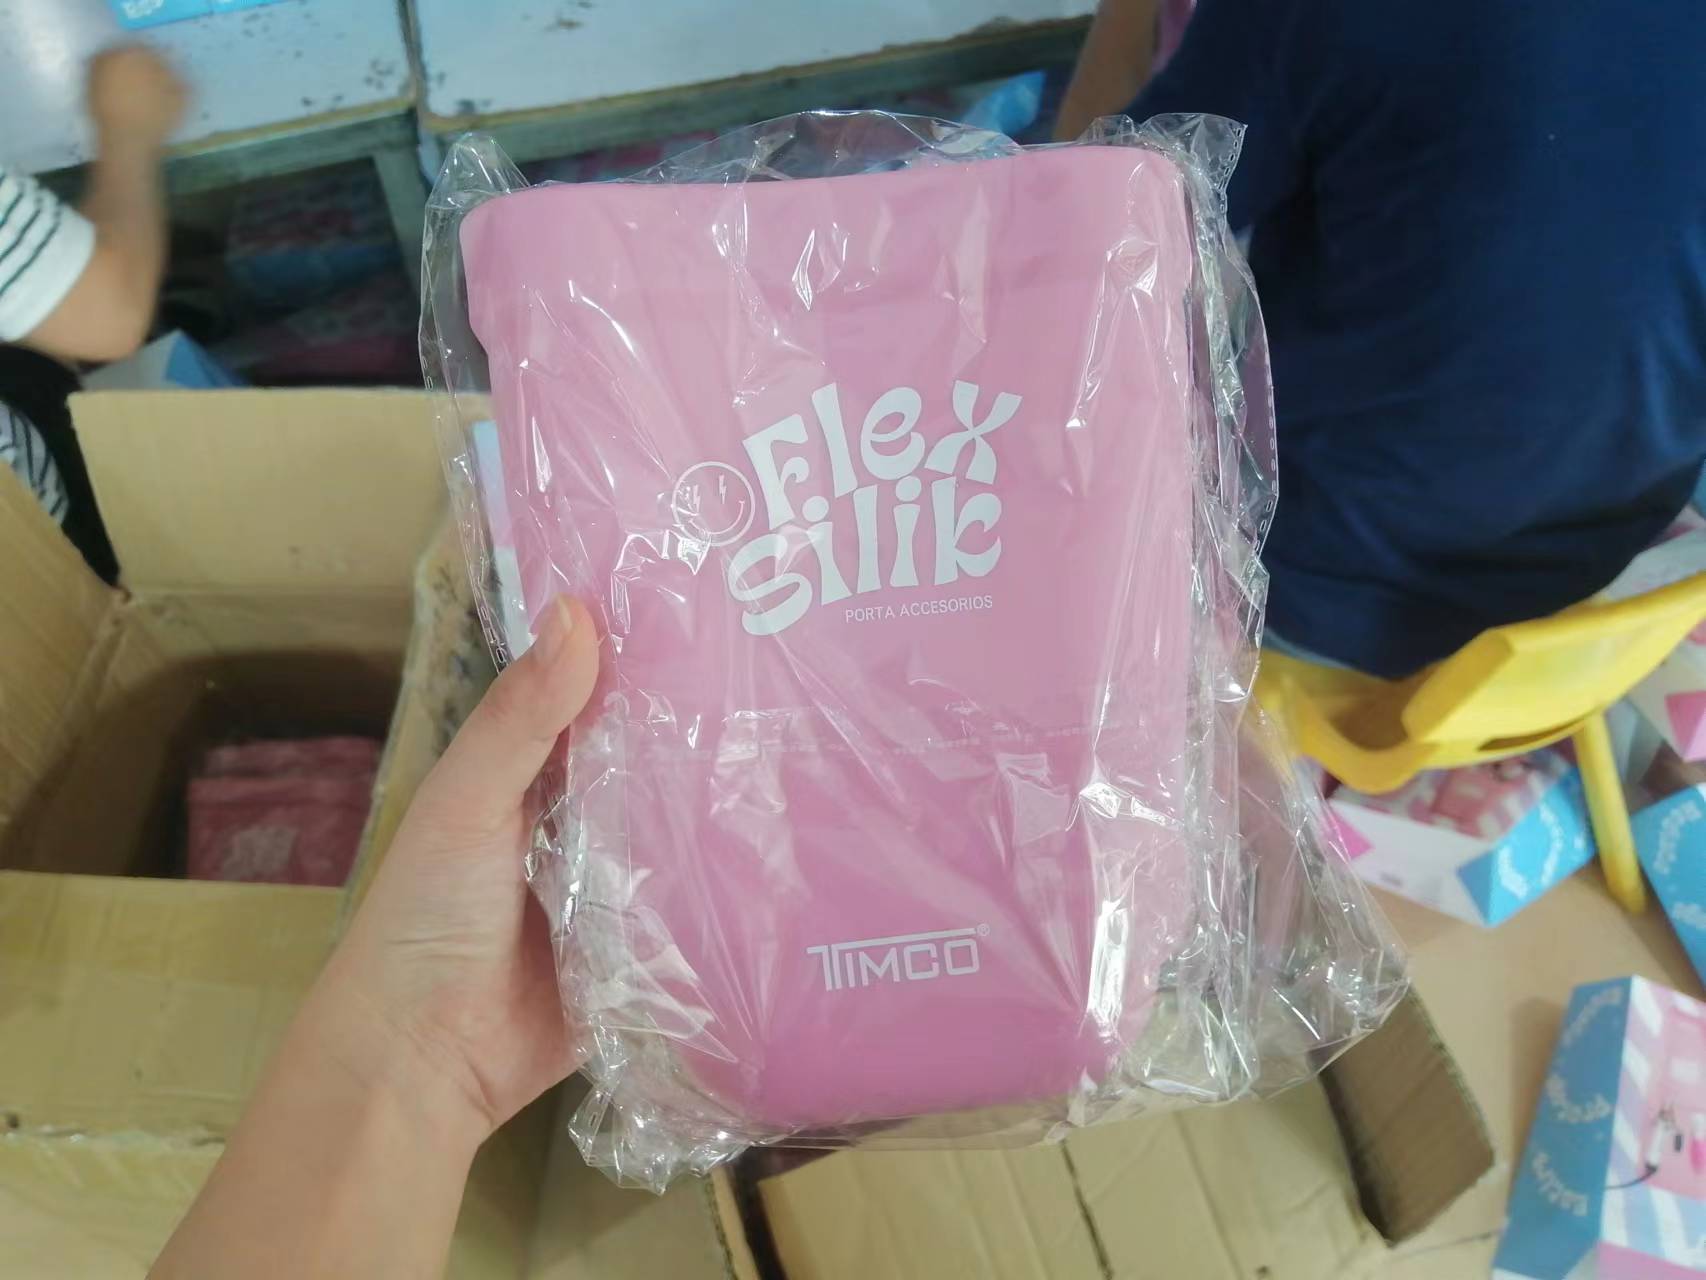 Flex
Silik
PORTA ACCESORIOS
TIMCO®